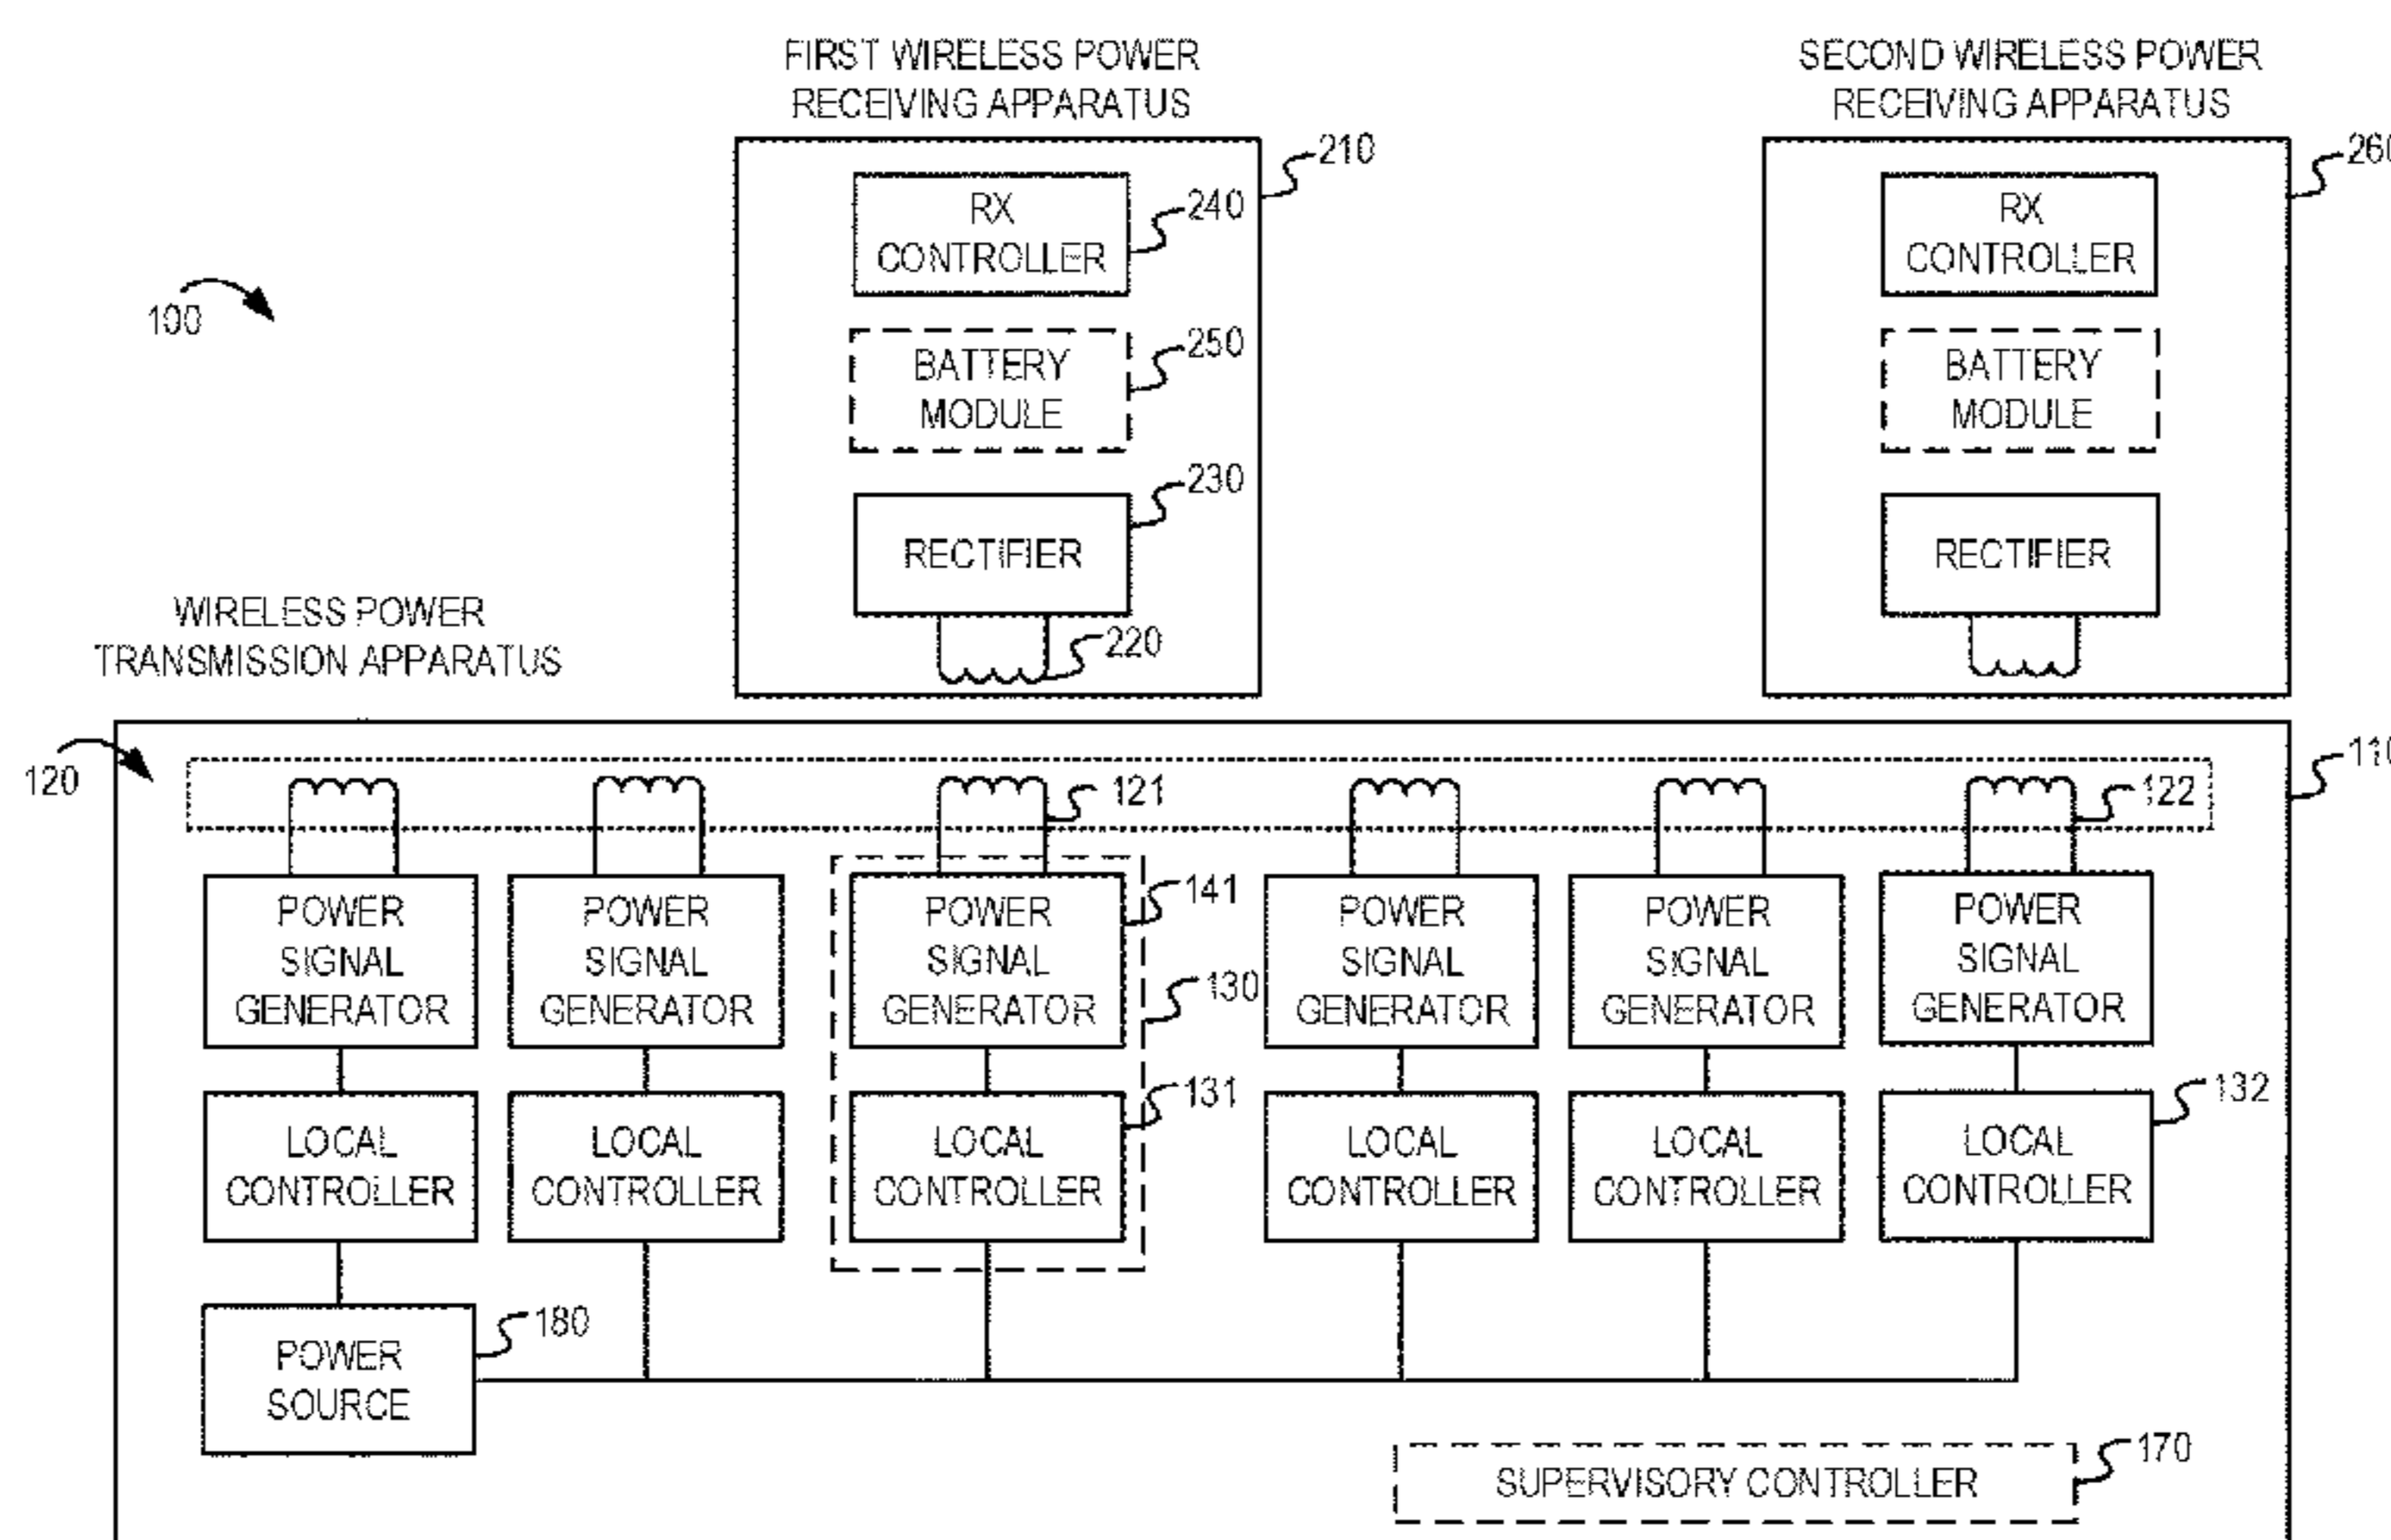 FIRST WIRELESS POWER
RECEIVING APPARATUS
SECOND WIRELESS POWER
RECEIVING APPARATUS
210
260
RX
CONTROLLER
240
RX
CONTROLLER
100
BATTERY
MODULE
250
BATTERY
MODULE
230
RECTIFIER
RECTIFIER
220
WIRELESS POWER
TRANSMISSION APPARATUS
120
121
122
110
POWER
SIGNAL
GENERATOR
POWER
SIGNAL
GENERATOR
POWER
SIGNAL
GENERATOR
141
130
POWER
SIGNAL
GENERATOR
POWER
SIGNAL
GENERATOR
POWER
SIGNAL
GENERATOR
LOCAL
CONTROLLER
LOCAL
CONTROLLER
LOCAL
CONTROLLER
131
LOCAL
CONTROLLER
LOCAL
CONTROLLER
LOCAL
CONTROLLER
132
POWER
SOURCE
180
SUPERVISORY CONTROLLER
170